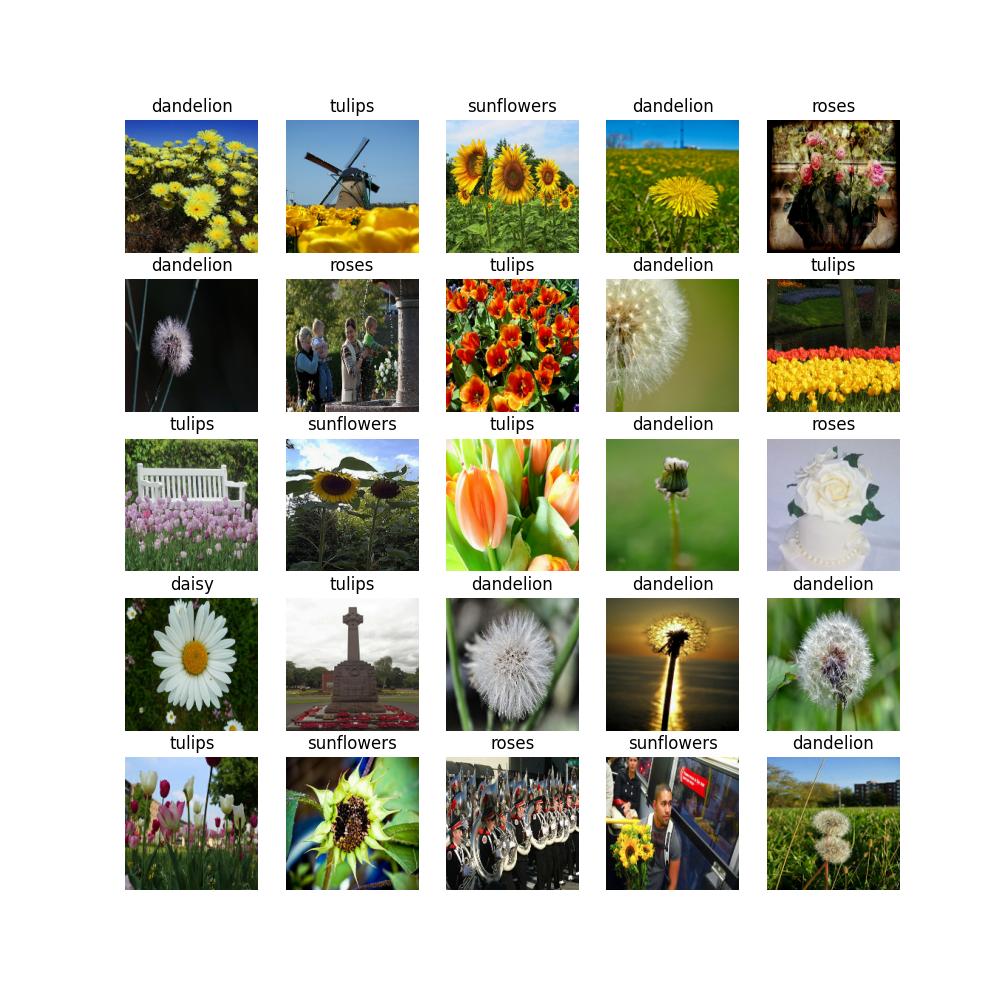 dandelion tulips sunflowers dandelion roses
dandelion roses tulips dandelion tulips
tulips sunflowers tulips dandelion roses
daisy tulips dandelion dandelion dandelion
tulips sunflowers roses sunflowers dandelion